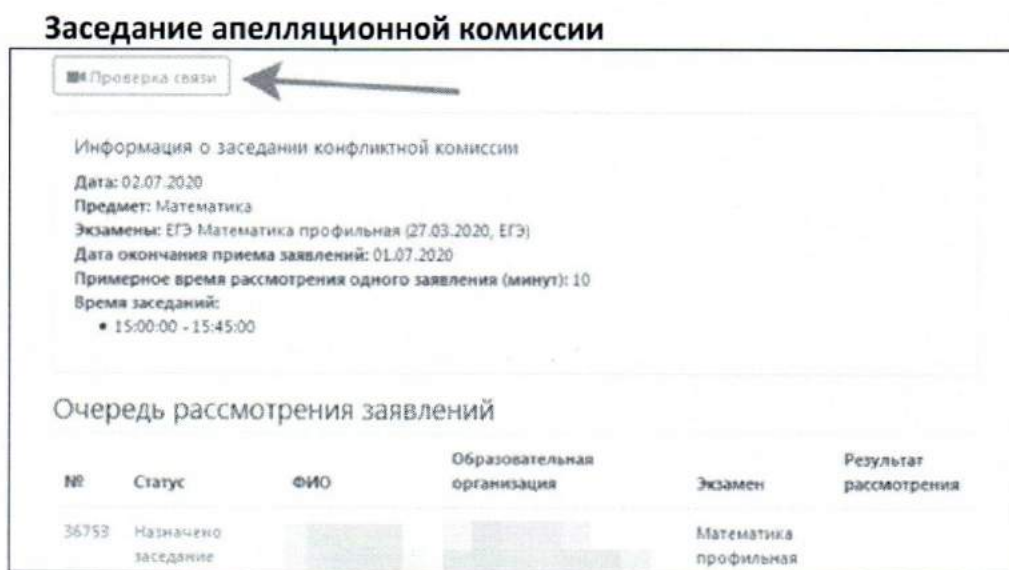 Заседание апелляционной комиссии
Проверка связи
Информация о заседании конфликтной комиссии
Дата: 02.07.2020
Предмет: Математика
Экзамены: ЕГЭ Математика профильная (27.03.2020, ЕГЭ)
Дата окончания приема заявлений: 01.07.2020
Примерное время рассмотрения одного заявления (минут): 10
Время заседаний:
• 15:00:00 - 15:45:00
Очередь рассмотрения заявлений
№ Статус ФИО Образовательная организация Экзамен Результат рассмотрения
36753 Назначено заседание Математика профильная